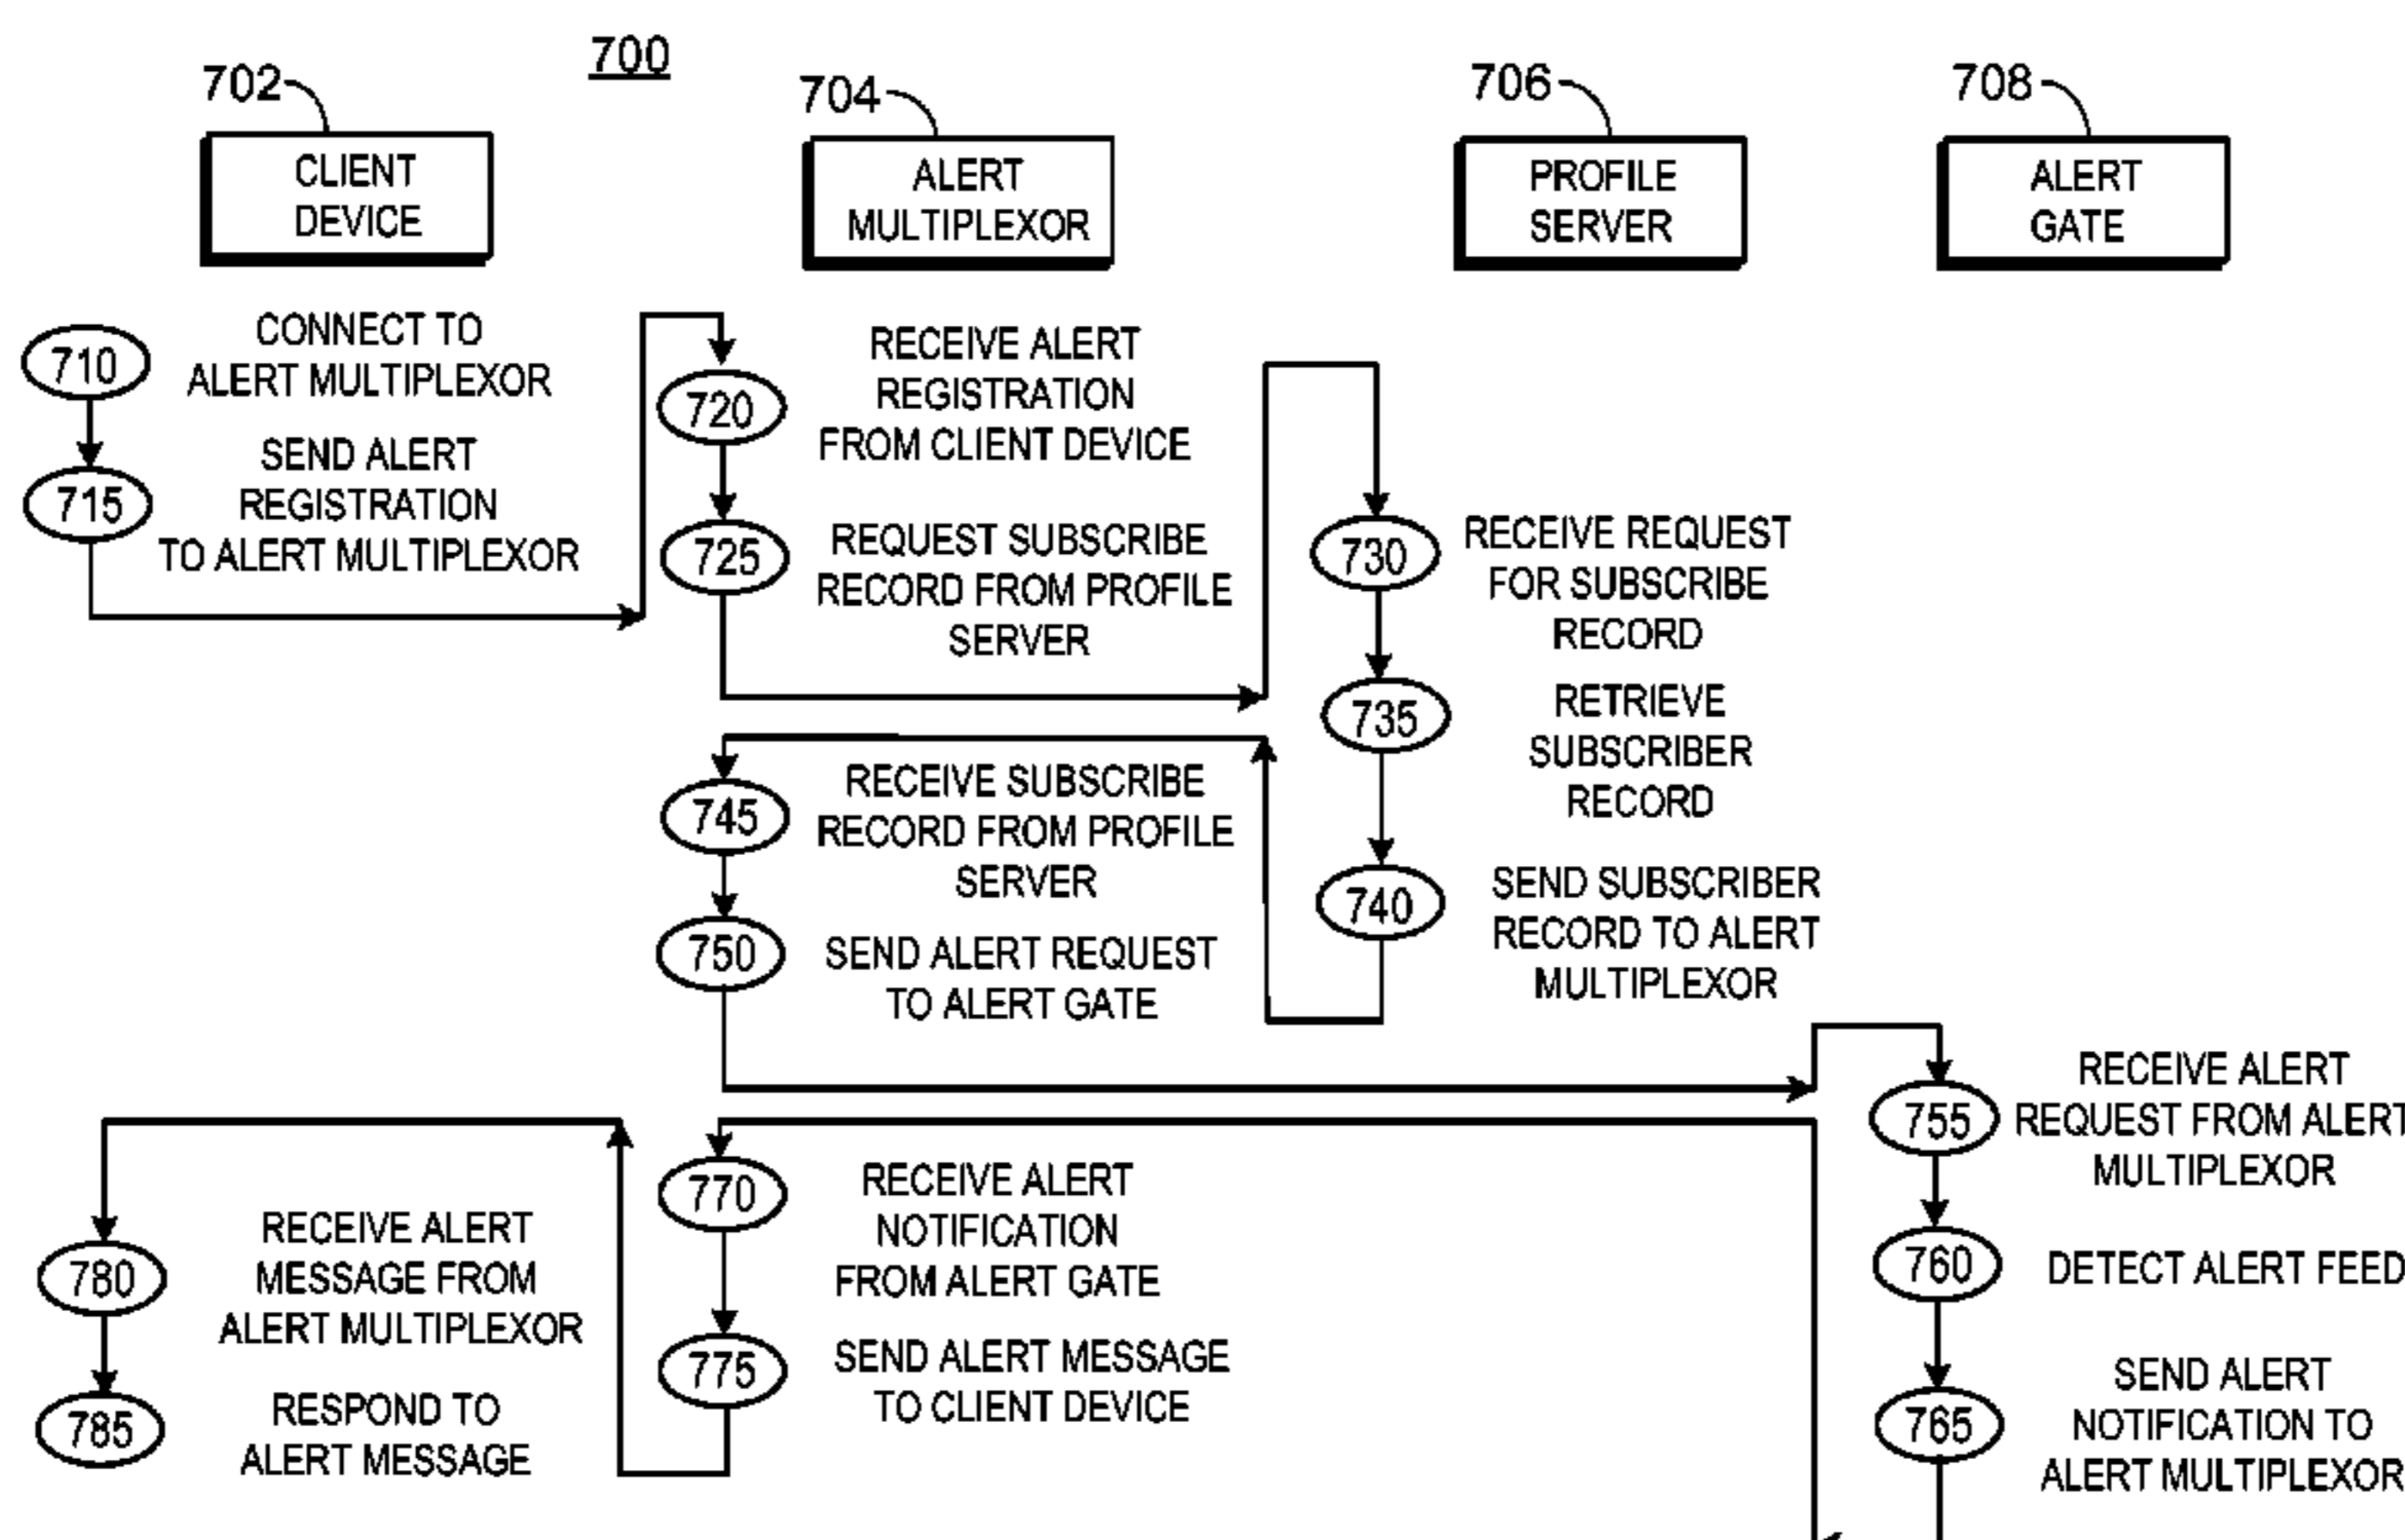 700
702
704
706
708
CLIENT
DEVICE
ALERT
MULTIPLEXOR
PROFILE
SERVER
ALERT
GATE
710
CONNECT TO
ALERT MULTIPLEXOR
715
SEND ALERT
REGISTRATION
TO ALERT MULTIPLEXOR
720
RECEIVE ALERT
REGISTRATION
FROM CLIENT DEVICE
725
REQUEST SUBSCRIBE
RECORD FROM PROFILE
SERVER
730
RECEIVE REQUEST
FOR SUBSCRIBE
RECORD
735
RETRIEVE
SUBSCRIBER
RECORD
740
SEND SUBSCRIBER
RECORD TO ALERT
MULTIPLEXOR
745
RECEIVE SUBSCRIBE
RECORD FROM PROFILE
SERVER
750
SEND ALERT REQUEST
TO ALERT GATE
755
RECEIVE ALERT
REQUEST FROM ALERT
MULTIPLEXOR
760
DETECT ALERT FEED
765
SEND ALERT
NOTIFICATION TO
ALERT MULTIPLEXOR
770
RECEIVE ALERT
NOTIFICATION
FROM ALERT GATE
775
SEND ALERT MESSAGE
TO CLIENT DEVICE
780
RECEIVE ALERT
MESSAGE FROM
ALERT MULTIPLEXOR
785
RESPOND TO
ALERT MESSAGE